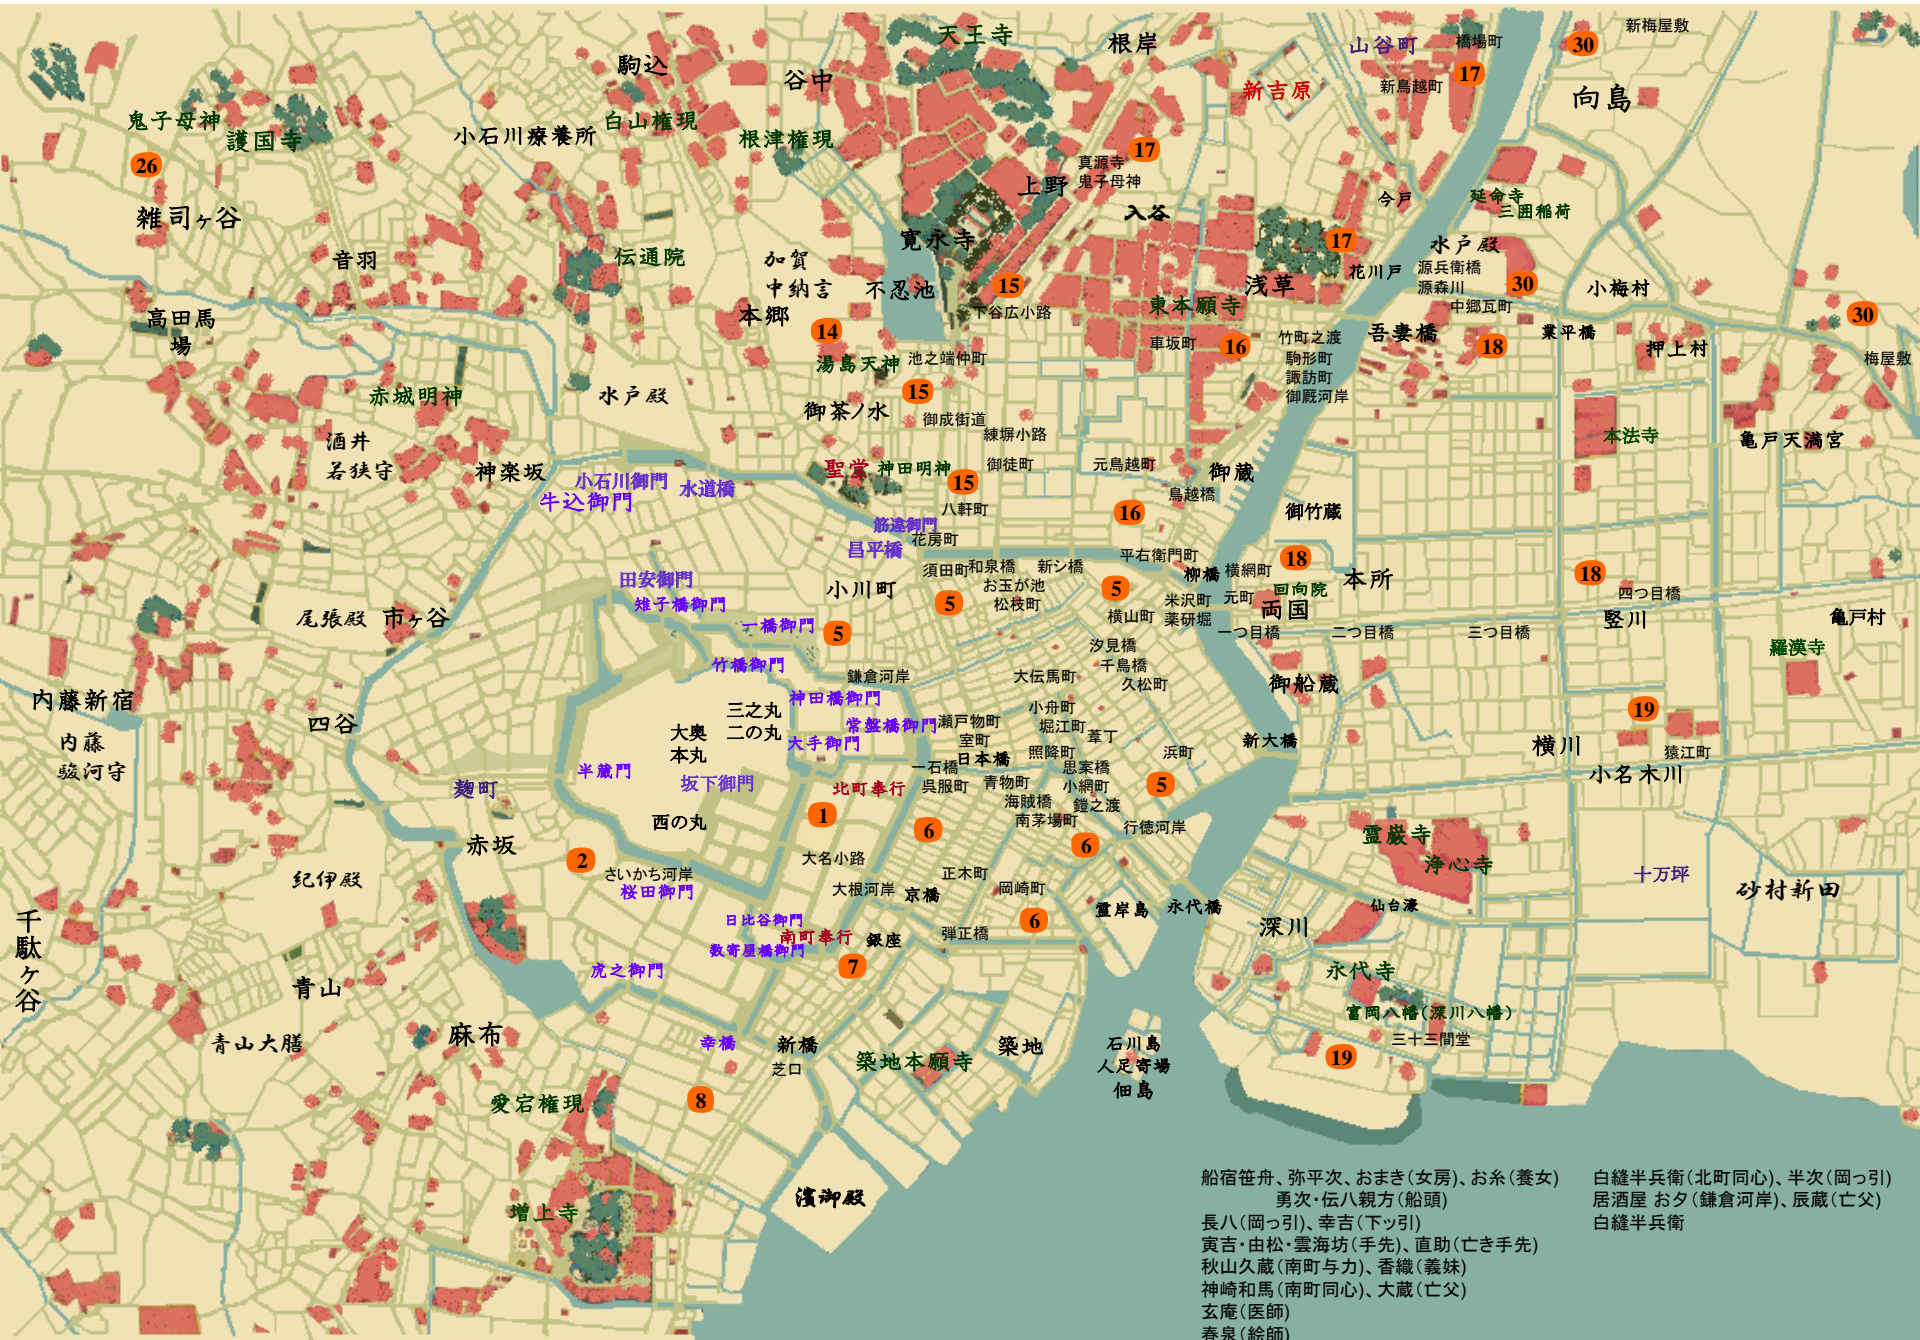 天王寺
根岸
山谷町
橋場町
30
新梅屋敷
駒込
谷中
新吉原
新鳥越町
17
向島
鬼子母神
護国寺
26
小石川療養所
白山権現
根津権現
17
真源寺
鬼子母神
上野
入谷
今戸
延命寺
三囲稲荷
雑司ヶ谷
音羽
伝通院
加賀
中納言
寛永寺
不忍池
15
下谷広小路
東本願寺
浅草
17
花川戸
水戸殿
源兵衛橋
源森川
30
中郷瓦町
小梅村
30
高田馬
場
本郷
14
湯島天神
池之端仲町
車坂町
16
竹町之渡
駒形町
諏訪町
御厩河岸
吾妻橋
18
業平橋
押上村
梅屋敷
赤城明神
水戸殿
15
御茶ノ水
御成街道
練塀小路
酒井
若狭守
神楽坂
小石川御門
牛込御門
水道橋
聖堂
神田明神
15
御徒町
元鳥越町
鳥越橋
御蔵
本法寺
亀戸天満宮
八軒町
16
御竹蔵
筋違御門
昌平橋
花房町
須田町
和泉橋
新シ橋
平右衛門町
柳橋
横網町
18
本所
18
四つ目橋
田安御門
雉子橋御門
小川町
5
お玉が池
松枝町
5
横山町
米沢町
薬研堀
元町
回向院
両国
竪川
亀戸村
尾張殿
市ヶ谷
一橋御門
5
一つ目橋
二つ目橋
三つ目橋
竹橋御門
汐見橋
千鳥橋
久松町
羅漢寺
内藤新宿
内藤
駿河守
四谷
鎌倉河岸
大伝馬町
御船蔵
神田橋御門
三之丸
二の丸
大奥
本丸
常盤橋御門
大手御門
瀬戸物町
室町
小舟町
堀江町
葦丁
19
横川
猿江町
新大橋
半蔵門
坂下御門
一石橋
日本橋
照降町
思案橋
浜町
5
小名木川
麹町
北町奉行
呉服町
青物町
小網町
海賊橋
鎧之渡
西の丸
1
6
南茅場町
行徳河岸
赤坂
2
さいかち河岸
桜田御門
大名小路
6
霊巌寺
浄心寺
十万坪
砂村新田
紀伊殿
大根河岸
正木町
岡崎町
京橋
6
霊岸島
永代橋
仙台濠
千駄ヶ谷
日比谷御門
数寄屋橋御門
南町奉行
銀座
7
弾正橋
深川
青山
虎之御門
永代寺
富岡八幡(深川八幡)
三十三間堂
19
青山大膳
麻布
幸橋
新橋
芝口
築地本願寺
築地
石川島
人足寄場
佃島
愛宕権現
8
増上寺
濱御殿
船宿笹舟、弥平次、おまき(女房)、お糸(養女)
勇次・伝八親方(船頭)
長八(岡っ引)、幸吉(下ッ引)
寅吉・由松・雲海坊(手先)、直助(亡き手先)
秋山久蔵(南町与力)、香織(義妹)
神崎和馬(南町同心)、大蔵(亡父)
玄庵(医師)
春泉(絵師)
白縫半兵衛(北町同心)、半次(岡っ引)
居酒屋 お夕(鎌倉河岸)、辰蔵(亡父)
白縫半兵衛